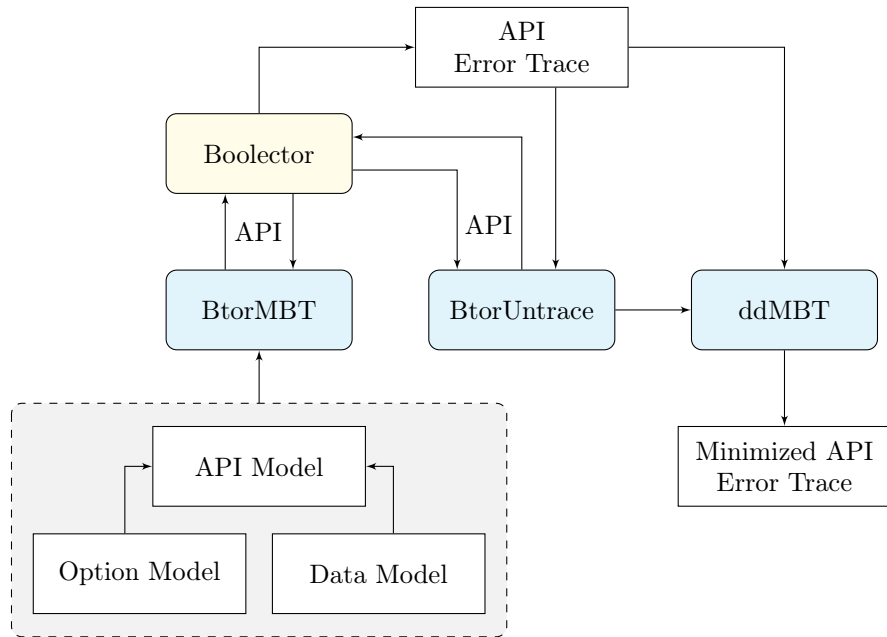 API
Error Trace
Boolector
API
API
BtorMBT
BtorUntrace
ddMBT
API Model
Minimized API
Error Trace
Option Model
Data Model